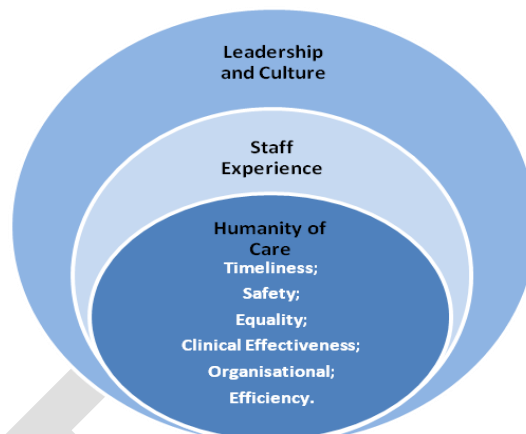 Leadership
and Culture
Staff
Experience
Humanity of
Care
Timeliness;
Safety;
Equality;
Clinical Effectiveness;
Organisational;
Efficiency.